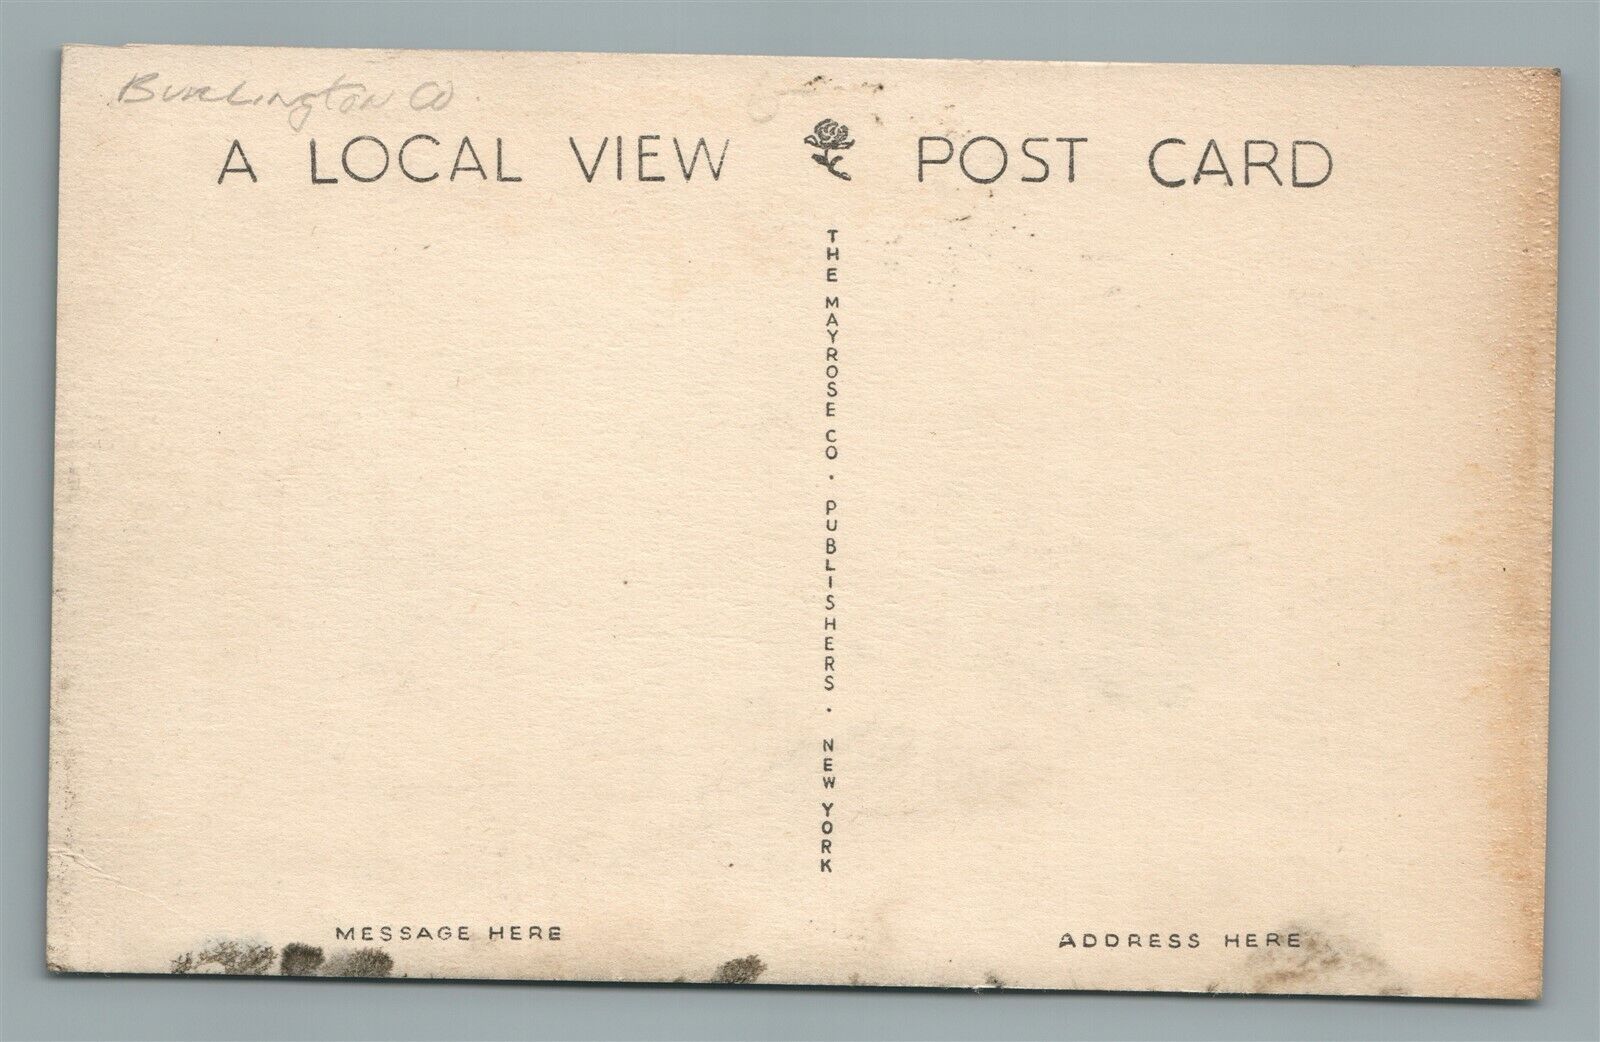 Burlington Co
A LOCAL VIEW POST CARD
THE MAYROSE CO. PUBLISHERS. NEW YORK
MESSAGE HERE
ADDRESS HERE